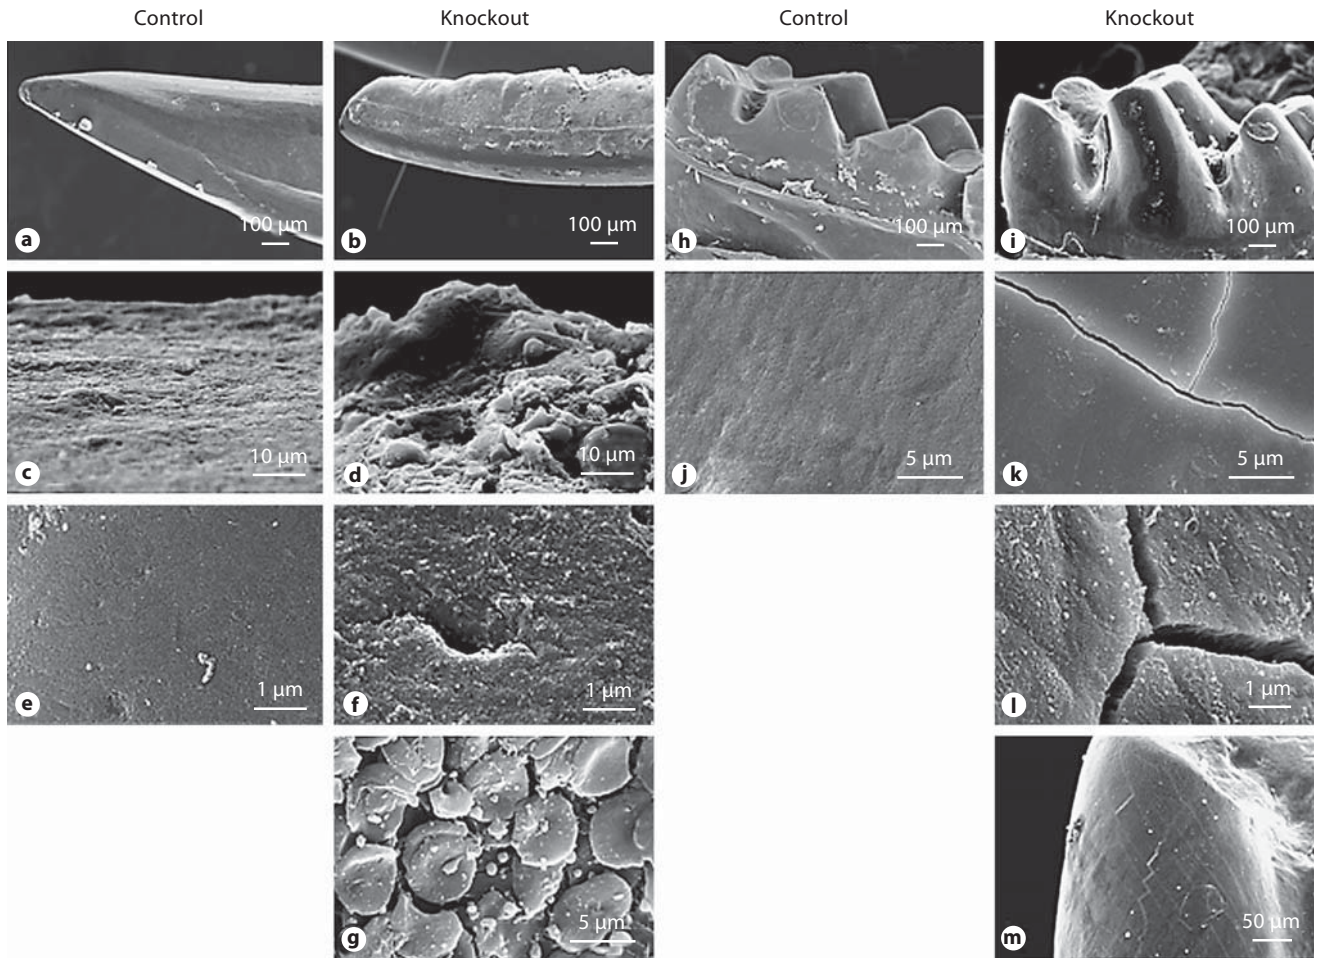 Control Knockout Control Knockout
100 µm 100 µm 100 µm 100 µm
a b h i
10 µm 10 µm 5 µm 5 µm
c d j k
1 µm 1 µm 1 µm
e f l
5 µm 50 µm
g m